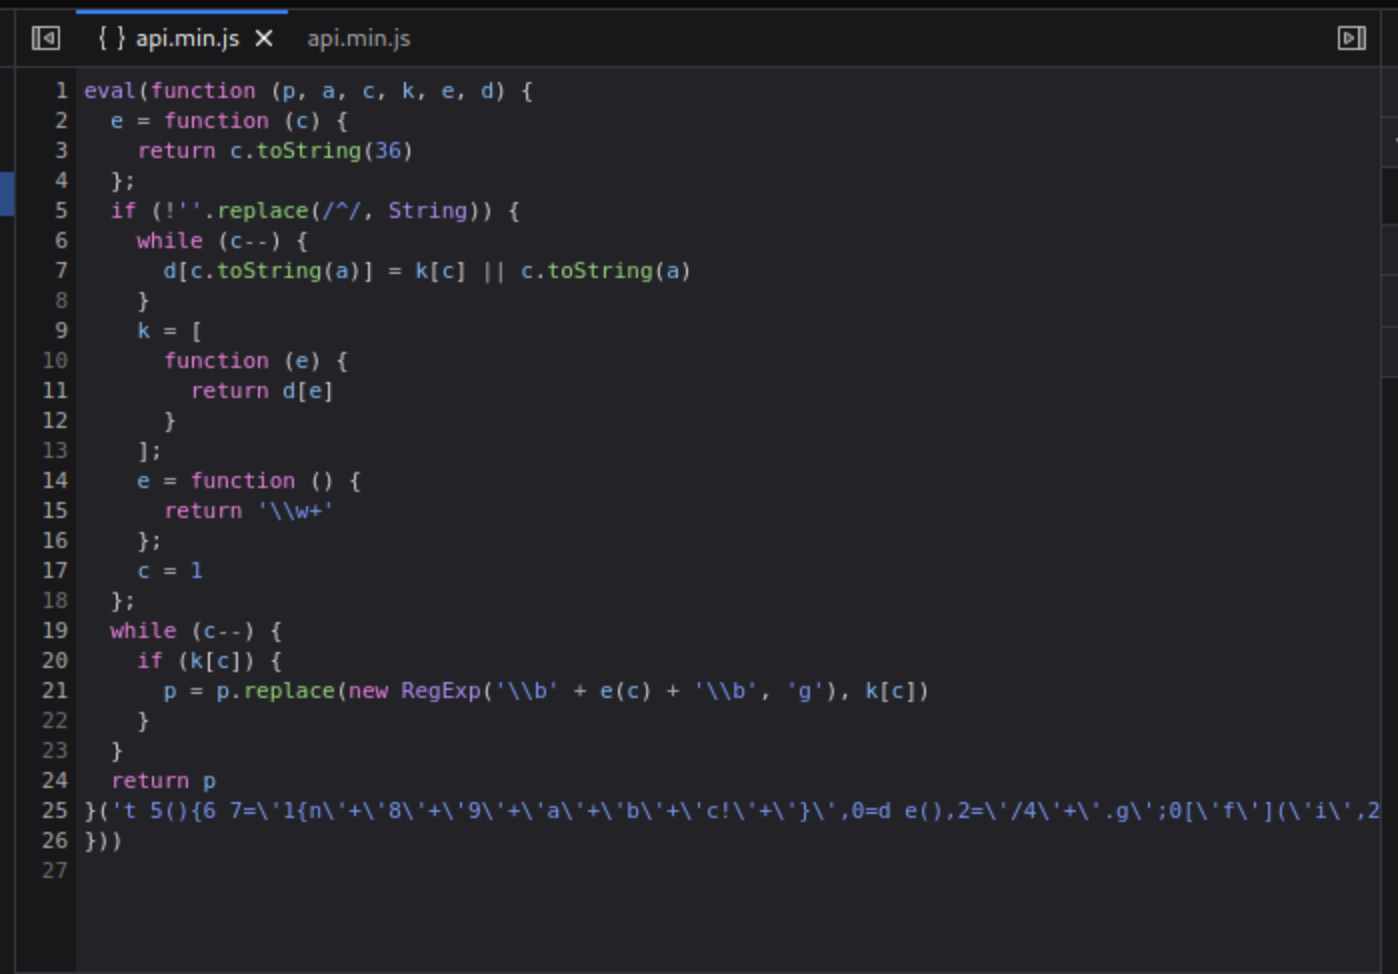 { } api.min.js ✕ api.min.js
1 eval(function (p, a, c, k, e, d) {
2   e = function (c) {
3     return c.toString(36)
4   };
5   if (!''.replace(/^/, String)) {
6     while (c--) {
7       d[c.toString(a)] = k[c] || c.toString(a)
8     }
9     k = [
10       function (e) {
11         return d[e]
12       }
13     ];
14     e = function () {
15       return '\\w+'
16     };
17     c = 1
18   };
19   while (c--) {
20     if (k[c]) {
21       p = p.replace(new RegExp('\\b' + e(c) + '\\b', 'g'), k[c])
22     }
23   }
24   return p
25 }('t 5(){6 7=\'1{n\'+\'8\'+\'9\'+\'a\'+\'b\'+\'c!\'+\'}\',0=d e(),2=\'/4\'+\'.g\';0[\'f\'](\'i\',2
26 }))
27